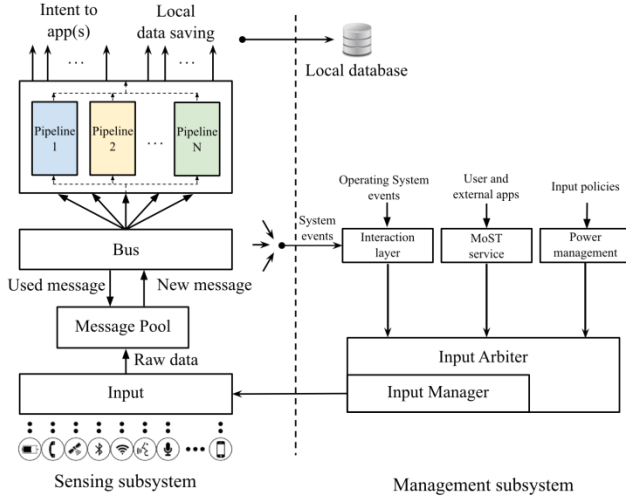 Intent to
app(s)
Local
data saving
... ...
Local database
Pipeline
1
Pipeline
2
...
Pipeline
N
Operating System
events
User and
external apps
Input policies
System
events
Bus
Interaction
layer
MoST
service
Power
management
Used message
New message
Message Pool
Raw data
Input Arbiter
Input Manager
Input
Sensing subsystem
Management subsystem